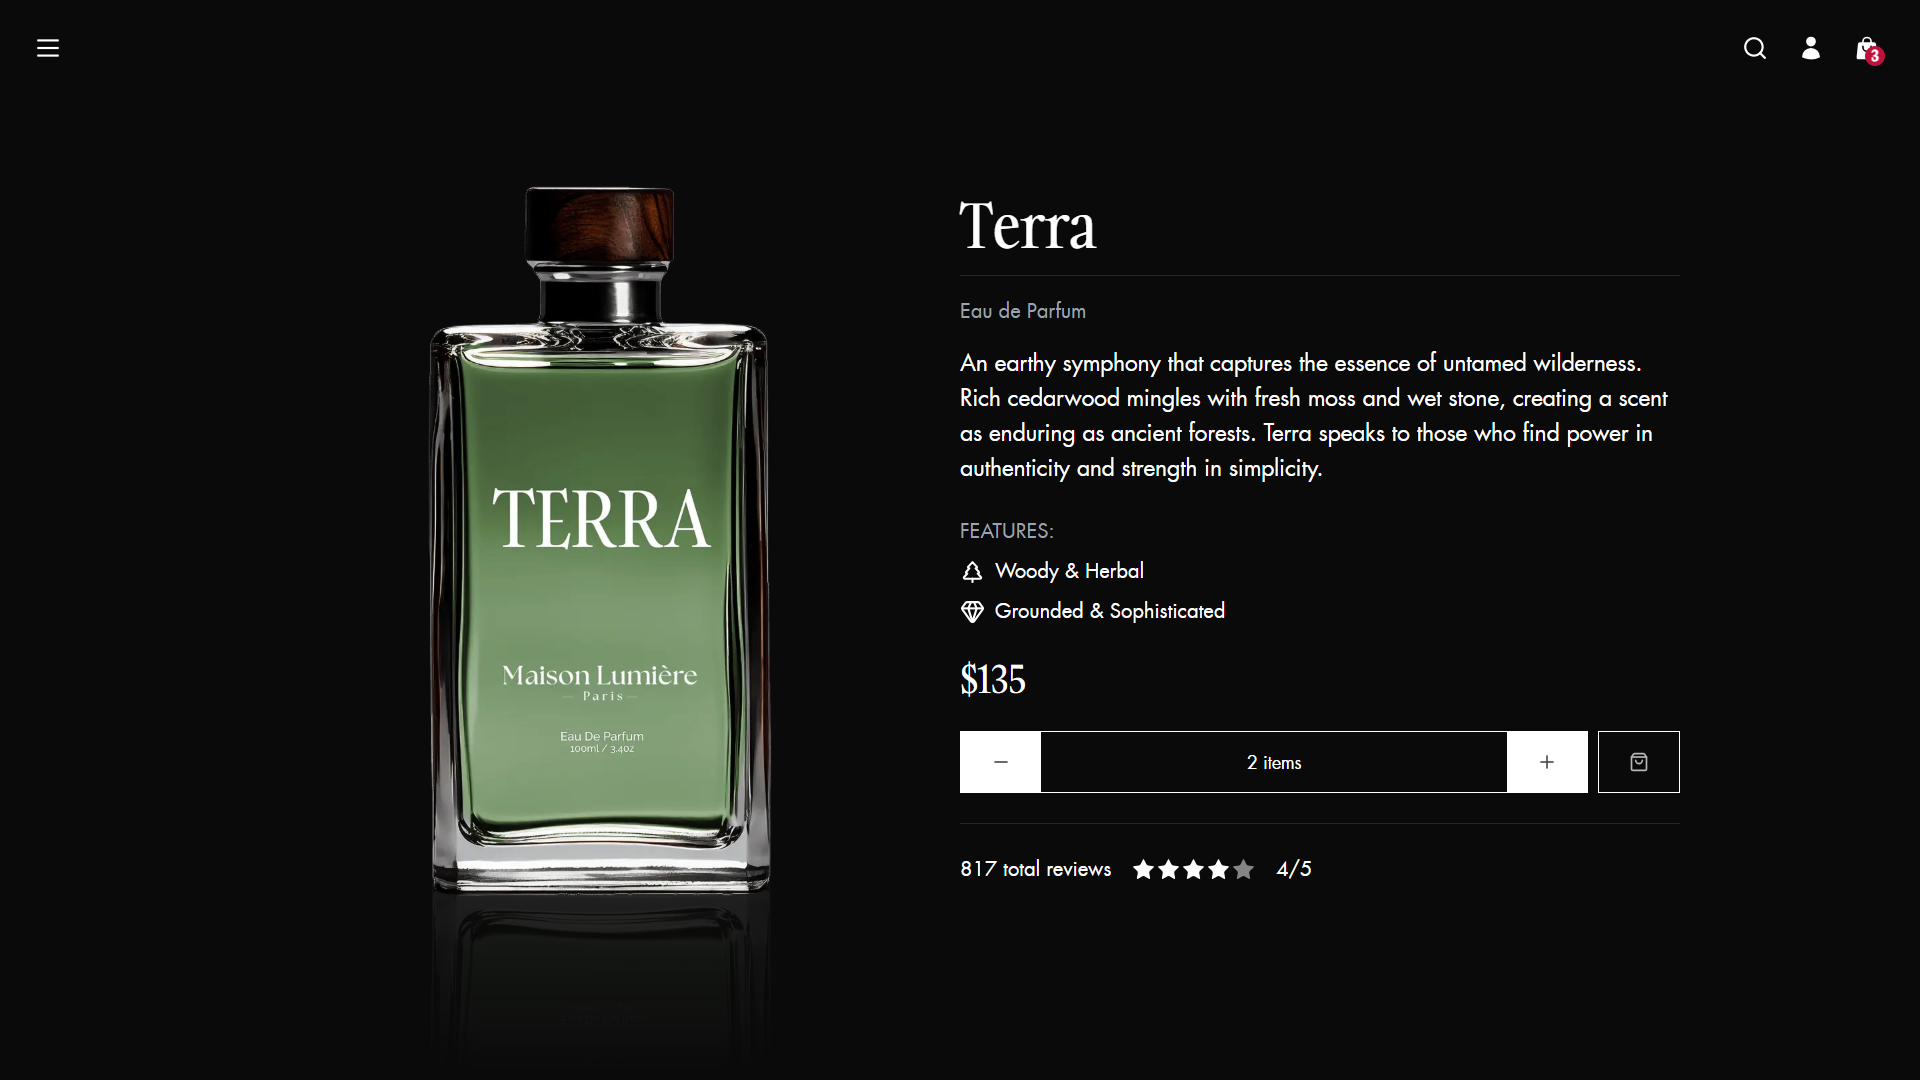 3
TERRA
Maison Lumière
Paris
Eau De Parfum
100ml / 3.4oz
Terra
Eau de Parfum
An earthy symphony that captures the essence of untamed wilderness.
Rich cedarwood mingles with fresh moss and wet stone, creating a scent
as enduring as ancient forests. Terra speaks to those who find power in
authenticity and strength in simplicity.
FEATURES:
Woody & Herbal
Grounded & Sophisticated
$135
2 items
817 total reviews 4/5